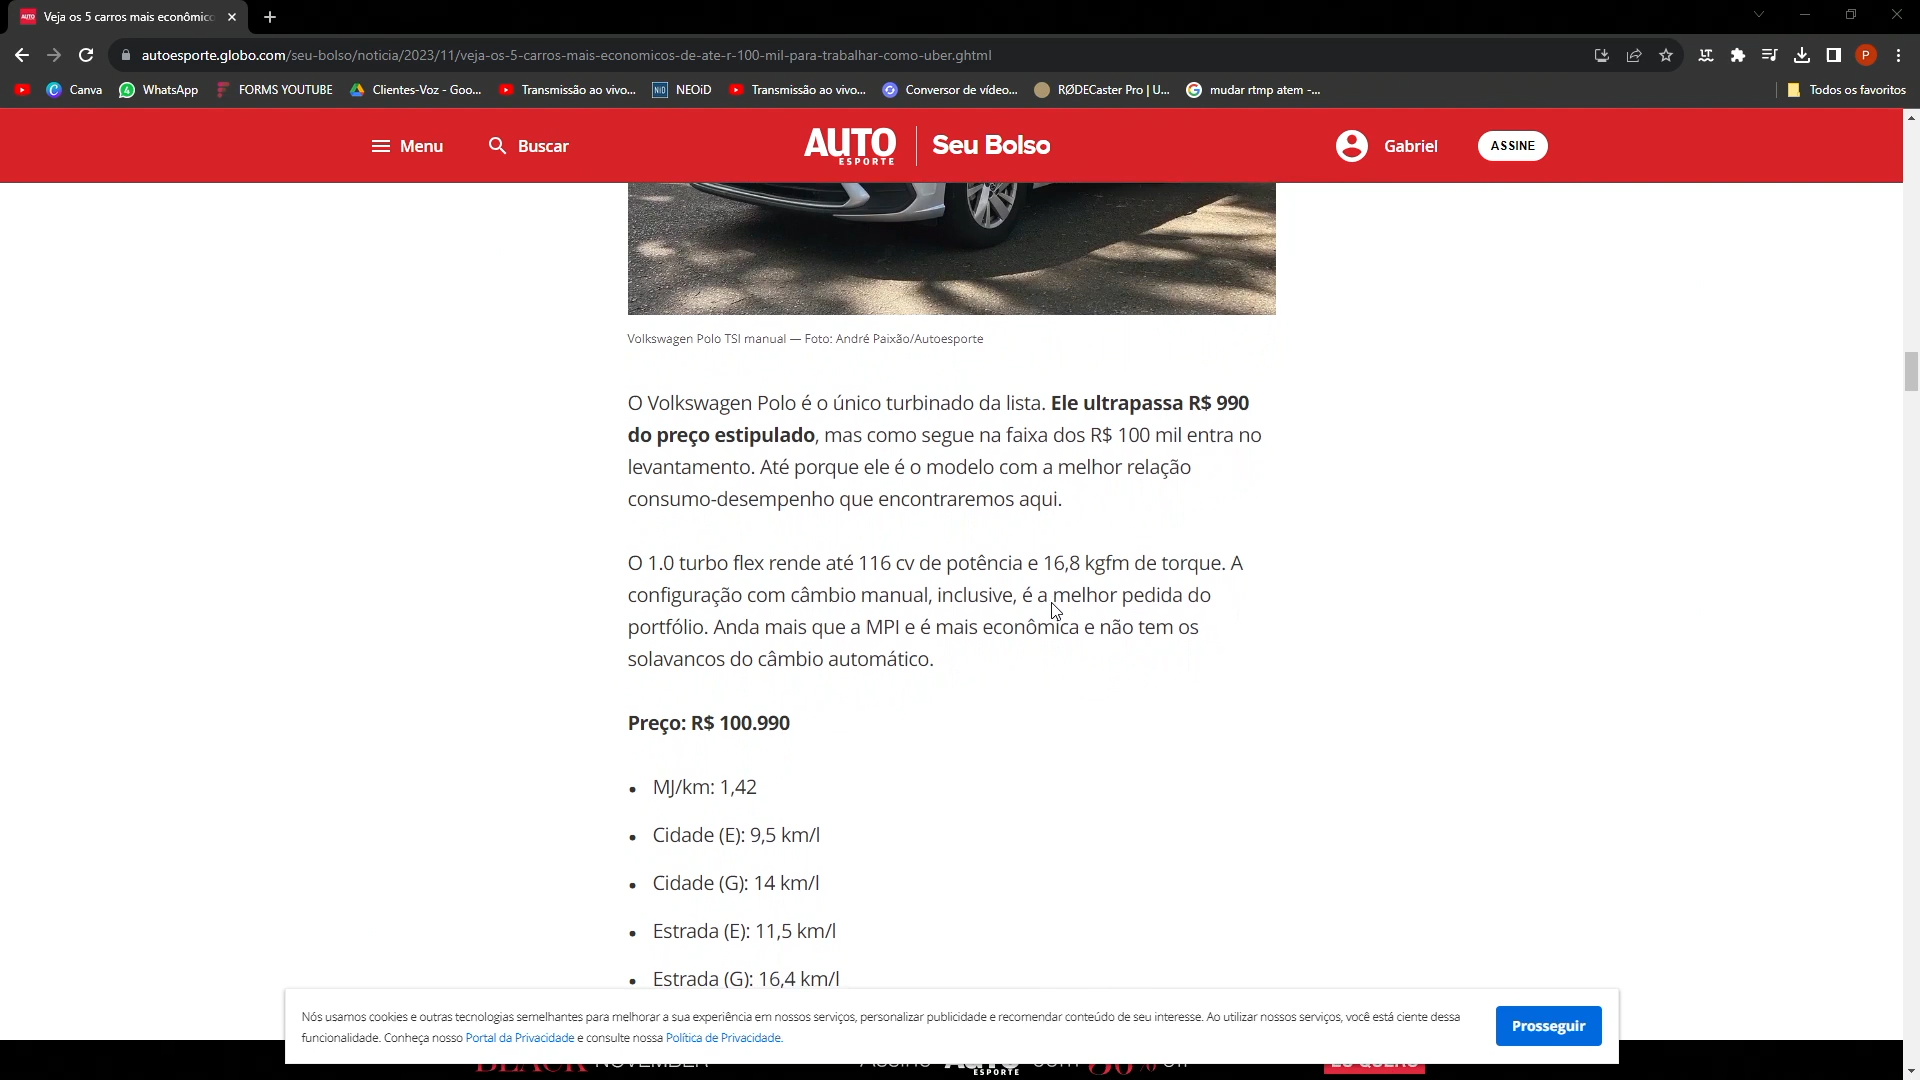 Veja os 5 carros mais econômico
autoesporte.globo.com/seu-bolso/noticia/2023/11/veja-os-5-carros-mais-economicos-de-ate-r-100-mil-para-trabalhar-como-uber.ghtml
P
Canva
WhatsApp
FORMS YOUTUBE
Clientes-Voz - Goo...
Transmissão ao vivo...
NEOiD
Transmissão ao vivo...
Conversor de vídeo...
RØDECaster Pro | U...
mudar rtmp atem -...
Todos os favoritos
Menu
Buscar
AUTO
ESPORTE
Seu Bolso
Gabriel
ASSINE
Volkswagen Polo TSI manual — Foto: André Paixão/Autoesporte
O Volkswagen Polo é o único turbinado da lista. Ele ultrapassa R$ 990
do preço estipulado, mas como segue na faixa dos R$ 100 mil entra no
levantamento. Até porque ele é o modelo com a melhor relação
consumo-desempenho que encontraremos aqui.
O 1.0 turbo flex rende até 116 cv de potência e 16,8 kgfm de torque. A
configuração com câmbio manual, inclusive, é a melhor pedida do
portfólio. Anda mais que a MPI e é mais econômica e não tem os
solavancos do câmbio automático.
Preço: R$ 100.990
• MJ/km: 1,42
• Cidade (E): 9,5 km/l
• Cidade (G): 14 km/l
• Estrada (E): 11,5 km/l
• Estrada (G): 16,4 km/l
Nós usamos cookies e outras tecnologias semelhantes para melhorar a sua experiência em nossos serviços, personalizar publicidade e recomendar conteúdo de seu interesse. Ao utilizar nossos serviços, você está ciente dessa
funcionalidade. Conheça nosso Portal da Privacidade e consulte nossa Política de Privacidade.
Prosseguir
ESPORTE